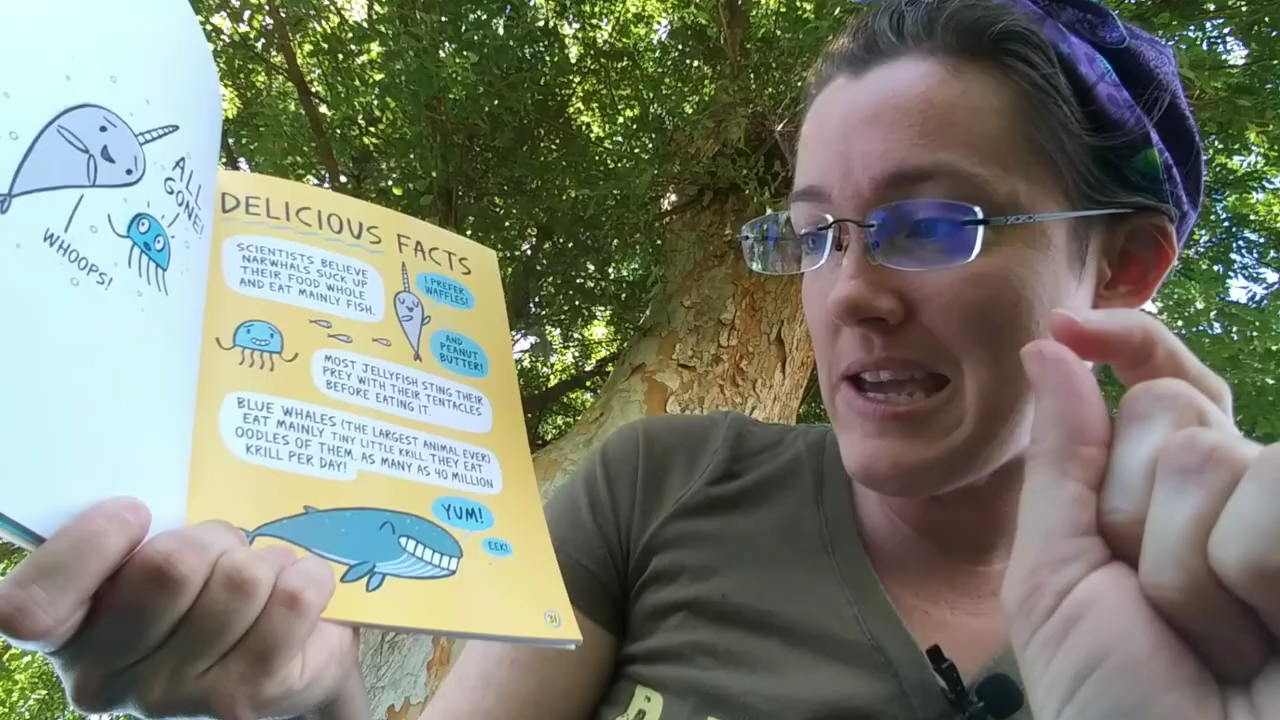 ALL
GONE!
WHOOPS!
DELICIOUS FACTS
SCIENTISTS BELIEVE
NARWHALS SUCK UP
THEIR FOOD WHOLE
AND EAT MAINLY FISH.
I PREFER
WAFFLES!
AND
PEANUT
BUTTER!
MOST JELLYFISH STING THEIR
PREY WITH THEIR TENTACLES
BEFORE EATING IT.
BLUE WHALES (THE LARGEST ANIMAL EVER)
EAT MAINLY TINY LITTLE KRILL. THEY EAT
OODLES OF THEM. AS MANY AS 40 MILLION
KRILL PER DAY!
YUM!
EEK!
31